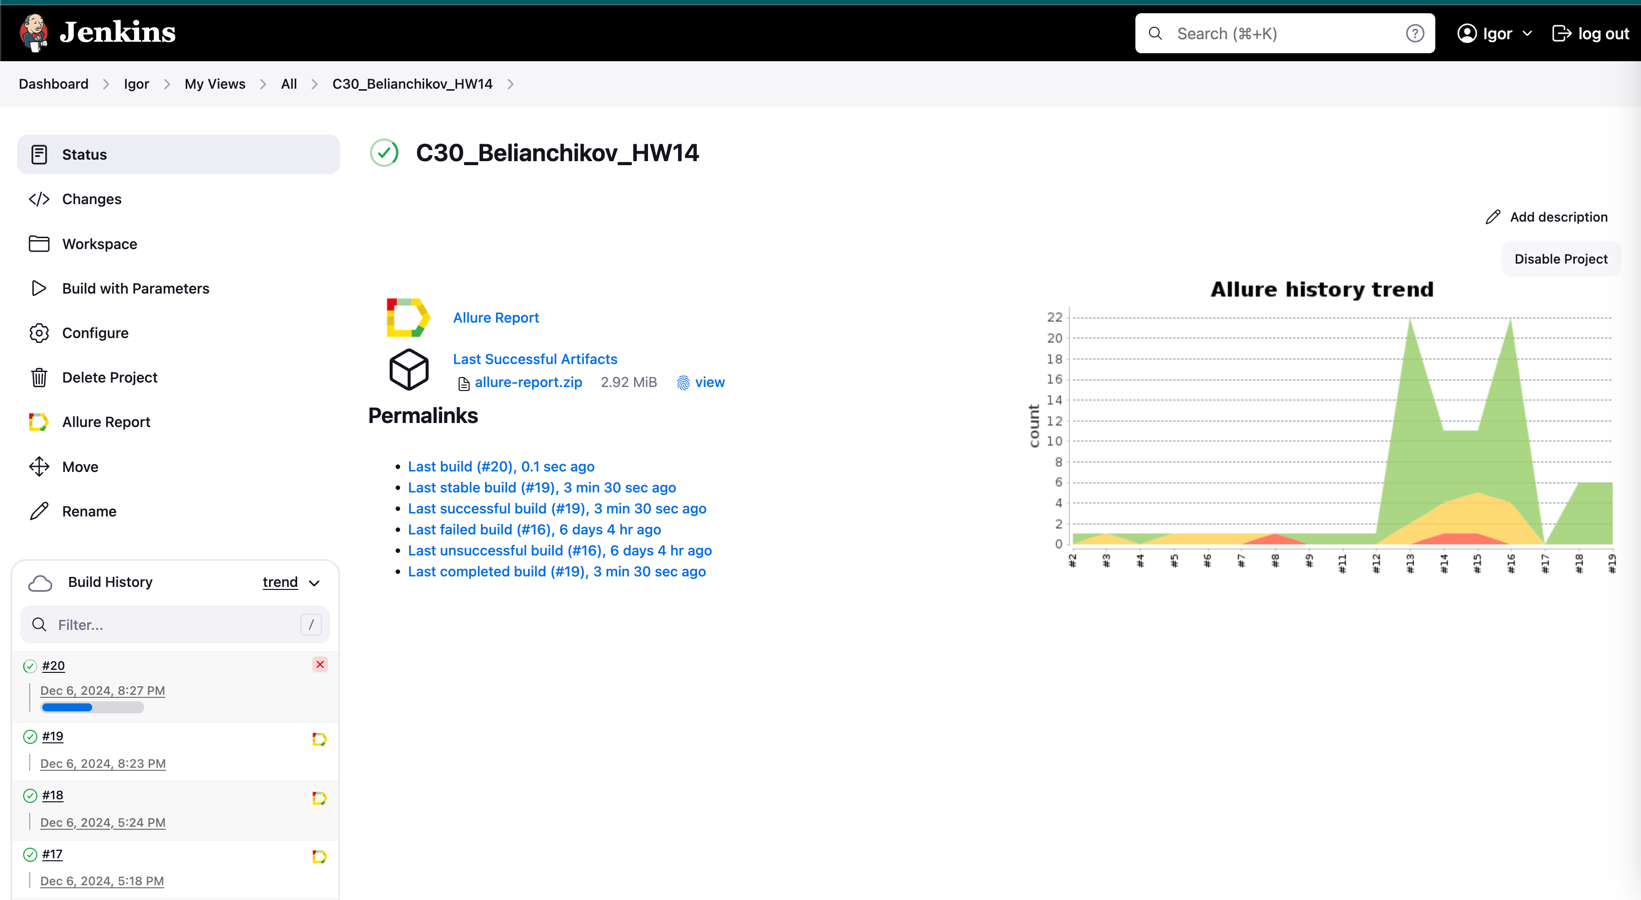 Jenkins
Search (⌘+K)
Igor
log out
Dashboard
Igor
My Views
All
C30_Belianchikov_HW14
Status
Changes
Workspace
Build with Parameters
Configure
Delete Project
Allure Report
Move
Rename
Build History
trend
Filter...
/
#20
Dec 6, 2024, 8:27 PM
#19
Dec 6, 2024, 8:23 PM
#18
Dec 6, 2024, 5:24 PM
#17
Dec 6, 2024, 5:18 PM
C30_Belianchikov_HW14
Add description
Disable Project
Allure Report
Last Successful Artifacts
allure-report.zip 2.92 MiB view
Permalinks
Last build (#20), 0.1 sec ago
Last stable build (#19), 3 min 30 sec ago
Last successful build (#19), 3 min 30 sec ago
Last failed build (#16), 6 days 4 hr ago
Last unsuccessful build (#16), 6 days 4 hr ago
Last completed build (#19), 3 min 30 sec ago
Allure history trend
count
22
20
18
16
14
12
10
8
6
4
2
0
#2 #3 #4 #5 #6 #7 #8 #9 #11 #12 #13 #14 #15 #16 #17 #18 #19